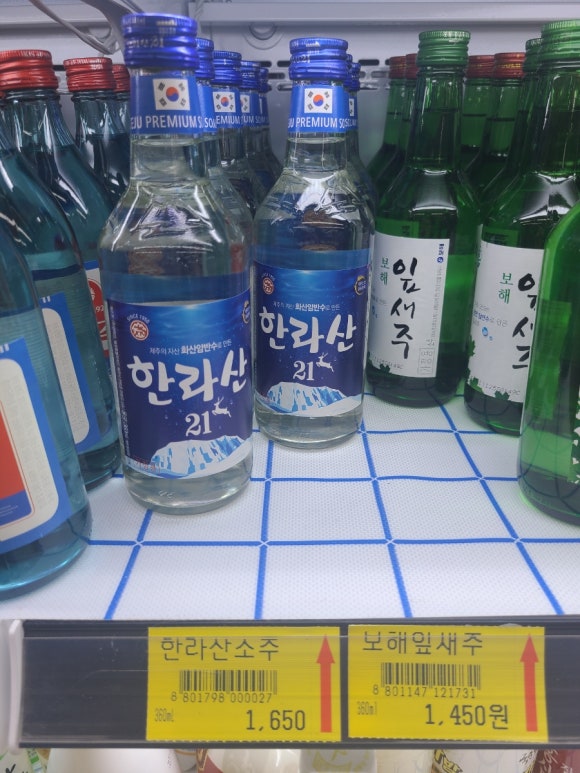 JEJU PREMIUM SO
JU PREMIUM S
SINCE 1950
제주의 자산 화산암반수로 만든
한라산
21
제주의 자산 화산암반수로 만든
한라산
21
보해
잎새주
보해
잎새주
한라산소주
8 801798 000027
360mL
1,650
보해잎새주
8 801147 121731
360ml
1,450원